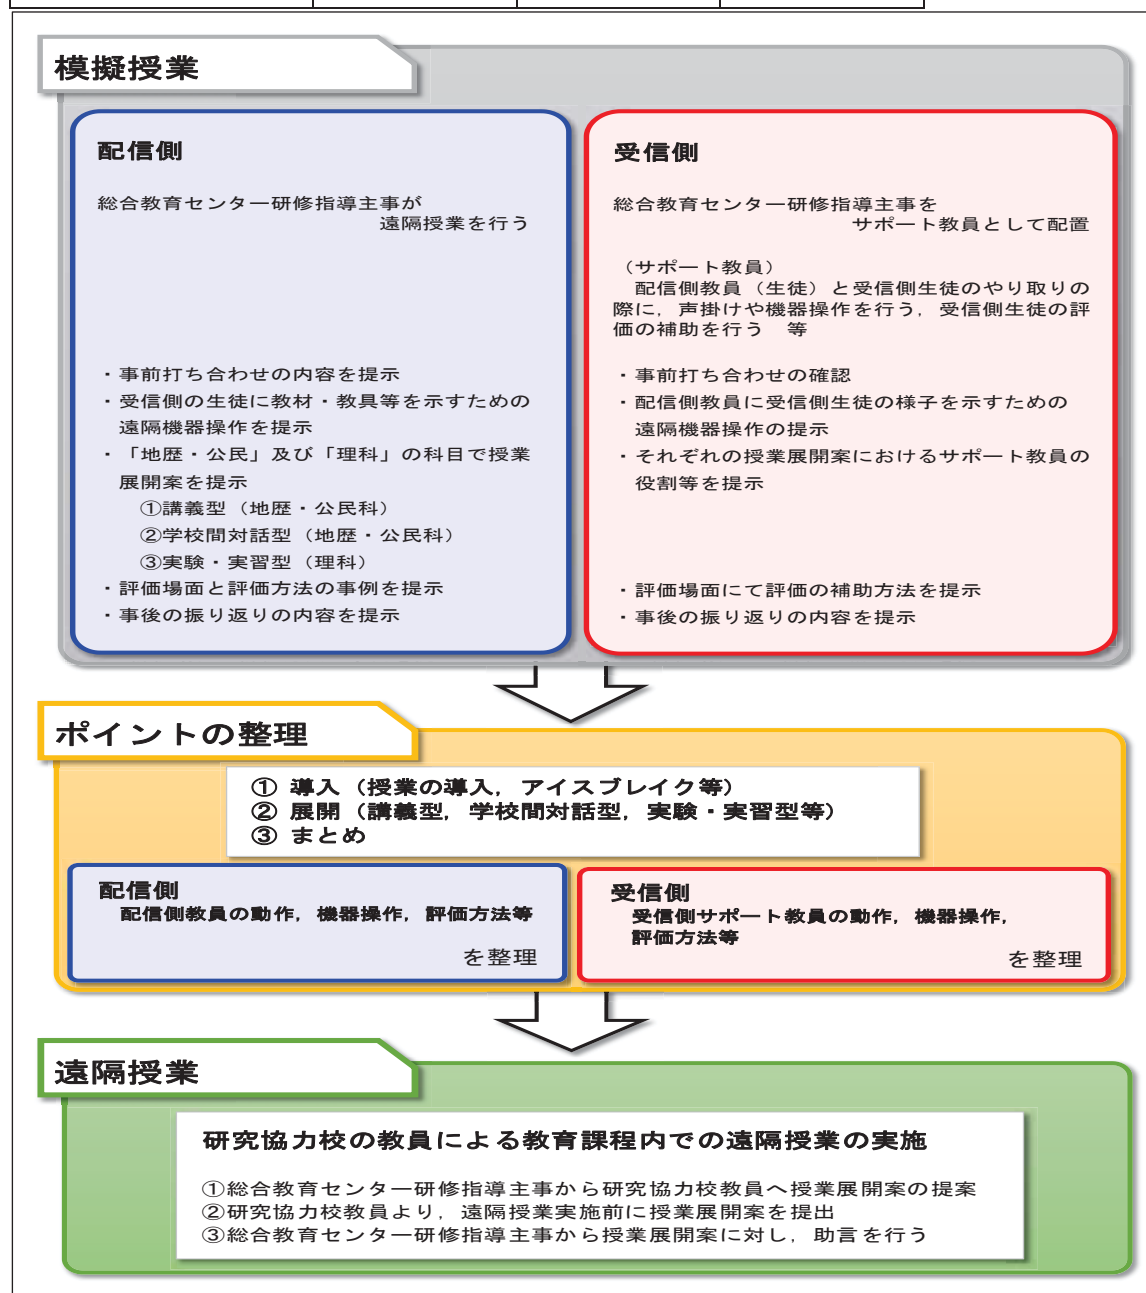 模擬授業
配信側
総合教育センター研修指導主事が
遠隔授業を行う
・事前打ち合わせの内容を提示
・受信側の生徒に教材・教具等を示すための
遠隔機器操作を提示
・「地歴・公民」及び「理科」の科目で授業
展開案を提示
①講義型（地歴・公民科）
②学校間対話型（地歴・公民科）
③実験・実習型（理科）
・評価場面と評価方法の事例を提示
・事後の振り返りの内容を提示
受信側
総合教育センター研修指導主事を
サポート教員として配置
（サポート教員）
配信側教員（生徒）と受信側生徒のやり取りの
際に，声掛けや機器操作を行う，受信側生徒の評
価の補助を行う　等
・事前打ち合わせの確認
・配信側教員に受信側生徒の様子を示すための
遠隔機器操作の提示
・それぞれの授業展開案におけるサポート教員の
役割等を提示
・評価場面にて評価の補助方法を提示
・事後の振り返りの内容を提示
ポイントの整理
① 導入（授業の導入，アイスブレイク等）
② 展開（講義型，学校間対話型，実験・実習型等）
③ まとめ
配信側
配信側教員の動作，機器操作，評価方法等
を整理
受信側
受信側サポート教員の動作，機器操作，
評価方法等
を整理
遠隔授業
研究協力校の教員による教育課程内での遠隔授業の実施
①総合教育センター研修指導主事から研究協力校教員へ授業展開案の提案
②研究協力校教員より，遠隔授業実施前に授業展開案を提出
③総合教育センター研修指導主事から授業展開案に対し，助言を行う